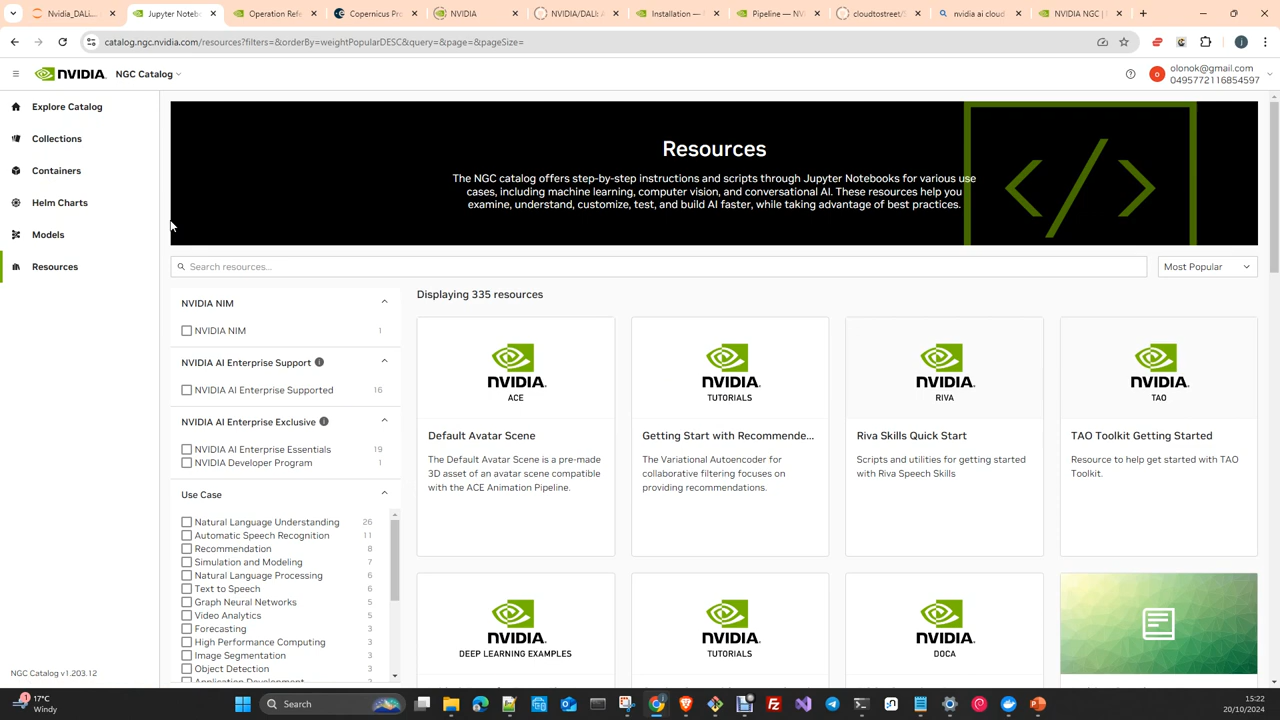 Nvidia_DALI
Jupyter Noteb
Operation Refe
Copernicus Pro
NVIDIA
NVIDIA/DALI: A
Installation —
Pipeline — NV
cloudtostreet/S
nvidia ai cloud
NVIDIA NGC |
catalog.ngc.nvidia.com/resources?filters=&orderBy=weightPopularDESC&query=&page=&pageSize=
NVIDIA.
NGC Catalog
olonok@gmail.com
0495772116854597
Explore Catalog
Collections
Containers
Helm Charts
Models
Resources
NGC Catalog v1.203.12
Resources
The NGC catalog offers step-by-step instructions and scripts through Jupyter Notebooks for various use
cases, including machine learning, computer vision, and conversational AI. These resources help you
examine, understand, customize, test, and build AI faster, while taking advantage of best practices.
Search resources...
Most Popular
NVIDIA NIM
NVIDIA NIM 1
NVIDIA AI Enterprise Support
NVIDIA AI Enterprise Supported 16
NVIDIA AI Enterprise Exclusive
NVIDIA AI Enterprise Essentials 19
NVIDIA Developer Program 1
Use Case
Natural Language Understanding 26
Automatic Speech Recognition 11
Recommendation 8
Simulation and Modeling 7
Natural Language Processing 6
Text to Speech 6
Graph Neural Networks 5
Video Analytics 5
Forecasting 3
High Performance Computing 3
Image Segmentation 3
Object Detection 3
Displaying 335 resources
NVIDIA.
ACE
Default Avatar Scene
The Default Avatar Scene is a pre-made
3D asset of an avatar scene compatible
with the ACE Animation Pipeline.
NVIDIA.
TUTORIALS
Getting Start with Recommende...
The Variational Autoencoder for
collaborative filtering focuses on
providing recommendations.
NVIDIA.
RIVA
Riva Skills Quick Start
Scripts and utilities for getting started
with Riva Speech Skills
NVIDIA.
TAO
TAO Toolkit Getting Started
Resource to help get started with TAO
Toolkit.
NVIDIA.
DEEP LEARNING EXAMPLES
NVIDIA.
TUTORIALS
NVIDIA.
DOCA
17°C
Windy
Search
15:22
20/10/2024